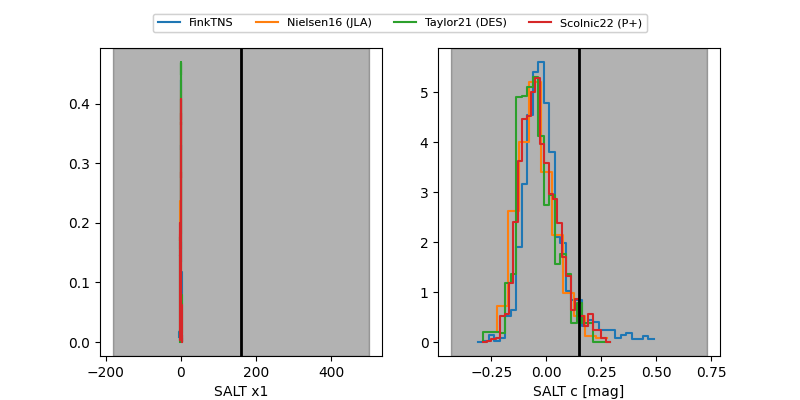 FinkTNS Nielsen16 (JLA) Taylor21 (DES) Scolnic22 (P+)
0.4
0.3
0.2
0.1
0.0
−200 0 200 400
SALT x1
5
4
3
2
1
0
−0.25 0.00 0.25 0.50 0.75
SALT c [mag]